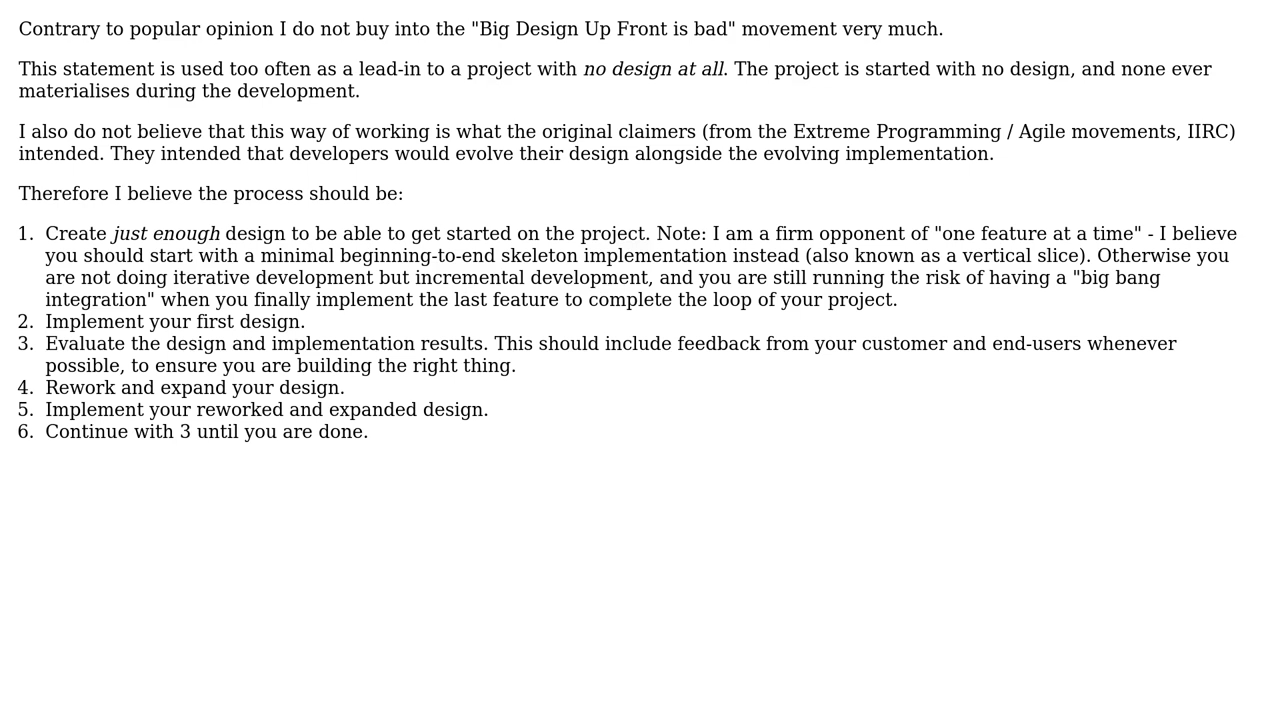 Contrary to popular opinion I do not buy into the "Big Design Up Front is bad" movement very much.
This statement is used too often as a lead-in to a project with no design at all. The project is started with no design, and none ever
materialises during the development.
I also do not believe that this way of working is what the original claimers (from the Extreme Programming / Agile movements, IIRC)
intended. They intended that developers would evolve their design alongside the evolving implementation.
Therefore I believe the process should be:
1. Create just enough design to be able to get started on the project. Note: I am a firm opponent of "one feature at a time" - I believe
you should start with a minimal beginning-to-end skeleton implementation instead (also known as a vertical slice). Otherwise you
are not doing iterative development but incremental development, and you are still running the risk of having a "big bang
integration" when you finally implement the last feature to complete the loop of your project.
2. Implement your first design.
3. Evaluate the design and implementation results. This should include feedback from your customer and end-users whenever
possible, to ensure you are building the right thing.
4. Rework and expand your design.
5. Implement your reworked and expanded design.
6. Continue with 3 until you are done.